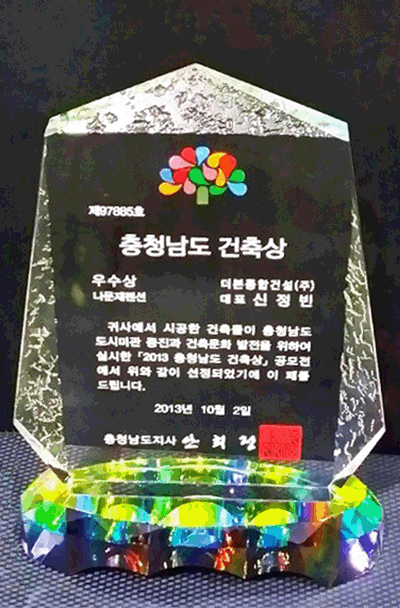 제97885호
충청남도 건축상
우수상 더본종합건설(주)
나문재펜션 대표 신정빈
귀사에서 시공한 건축물이 충청남도
도시미관 증진과 건축문화 발전을 위하여
실시한「2013 충청남도 건축상」공모전
에서 위와 같이 선정되었기에 이 패를
드립니다.
2013년 10월 2일
충청남도지사 안희정